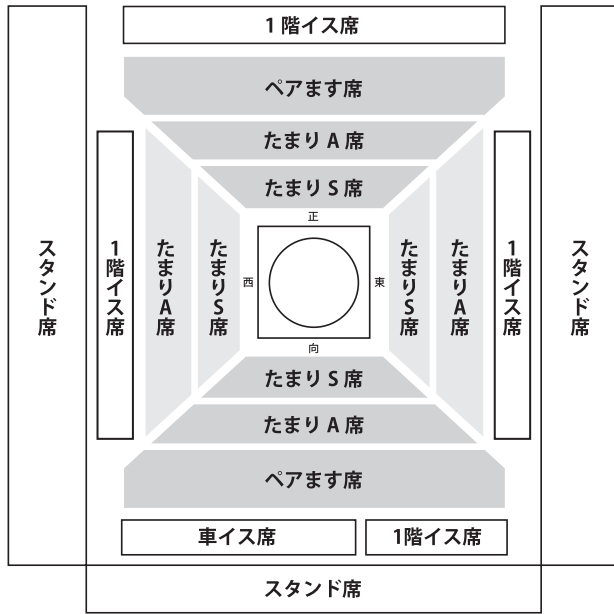 1階イス席
ペアます席
たまりA席
たまりS席
正
スタンド席
1階イス席
たまりA席
たまりS席
西
東
たまりS席
たまりA席
1階イス席
スタンド席
向
たまりS席
たまりA席
ペアます席
車イス席
1階イス席
スタンド席